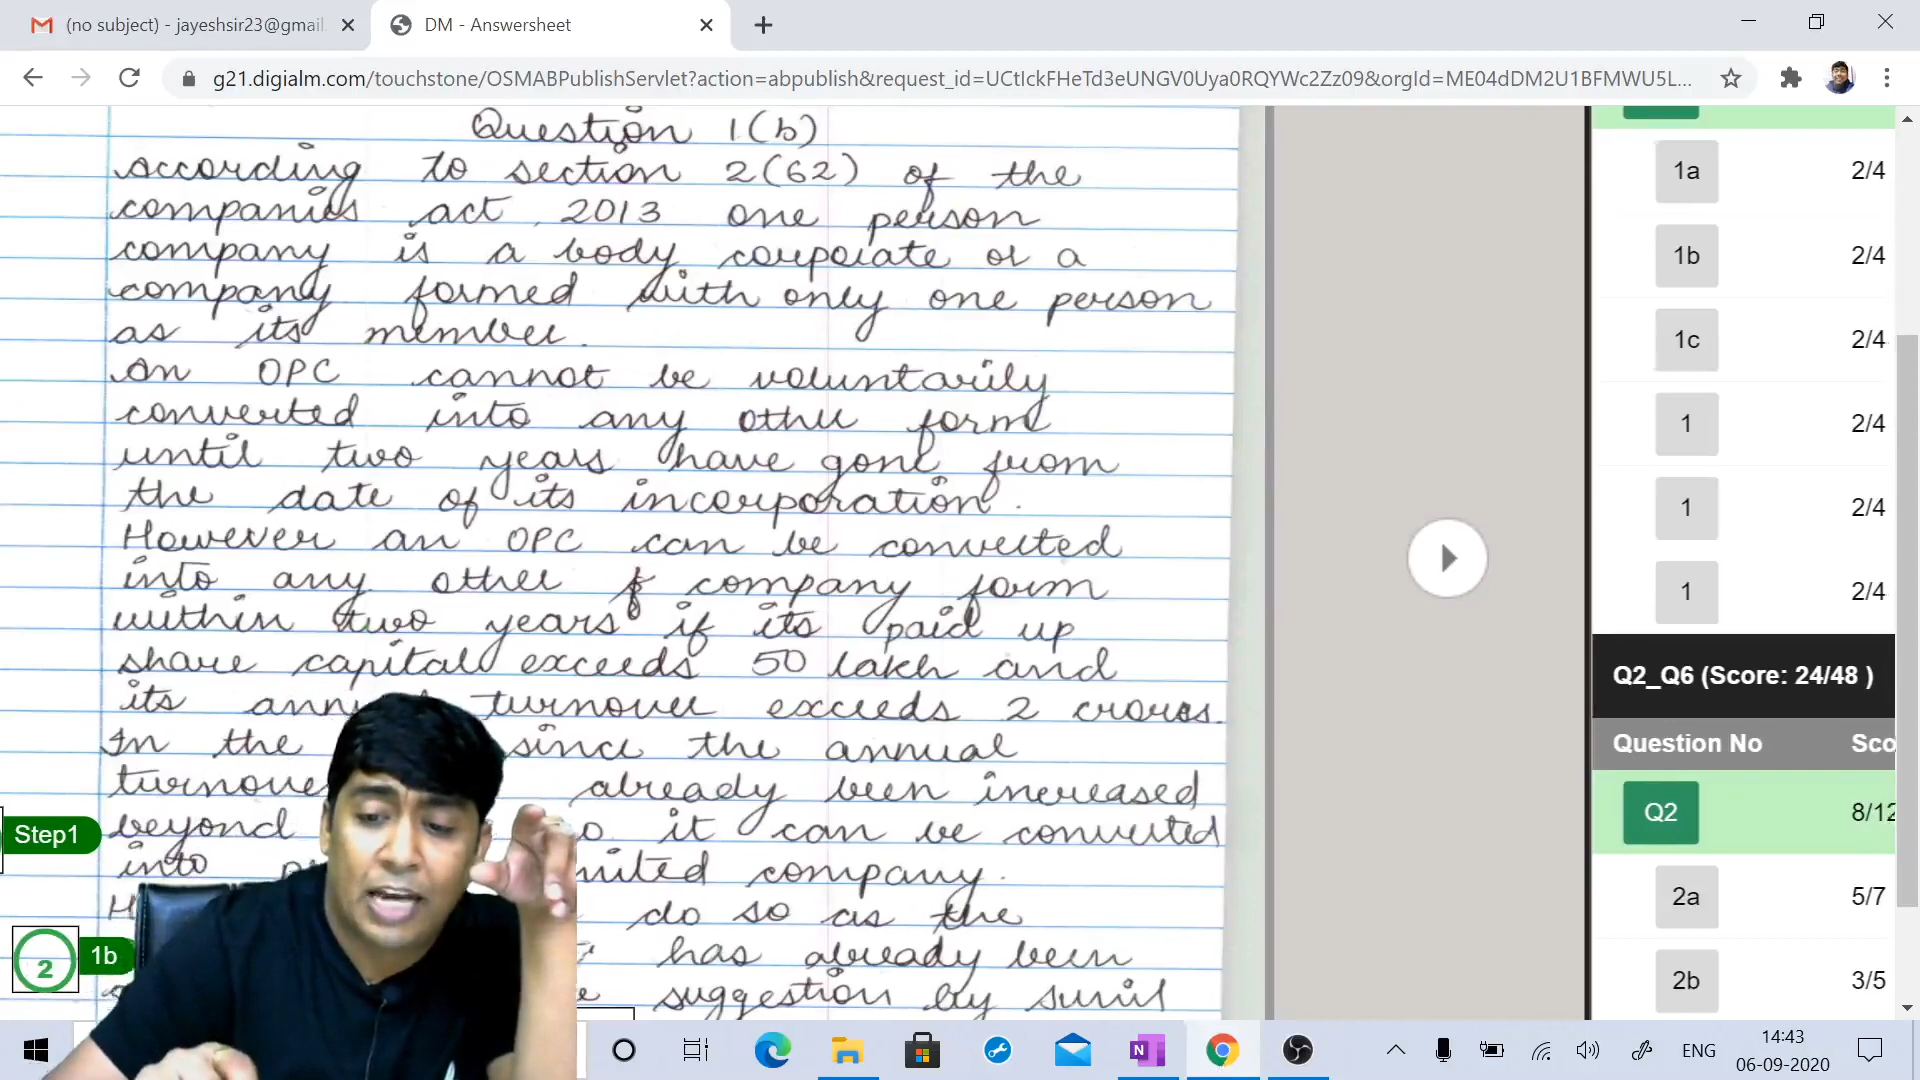 (no subject) - jayeshsir23@gmail.
DM - Answersheet
g21.digialm.com/touchstone/OSMABPublishServlet?action=abpublish&request_id=UCtIckFHeTd3eUNGV0Uya0RQYWc2Zz09&orgId=ME04dDM2U1BFMWU5L...
Question 1(b)
According to section 2(62) of the
companies act, 2013 one person
company is a body corporate or a
company formed with only one person
as its member.
An OPC cannot be voluntarily
converted into any other form
until two years have gone from
the date of its incorporation.
However an OPC can be converted
into any other company form
within two years if its paid up
share capital exceeds 50 lakh and
its turnover exceeds 2 crores.
In the since the annual
already been increased
beyond it can be converted
into company.
do so as the
has already been
suggestion by sunil
Step1
2 1b
1a 2/4
1b 2/4
1c 2/4
1 2/4
1 2/4
1 2/4
Q2_Q6 (Score: 24/48 )
Question No Sco
Q2 8/12
2a 5/7
2b 3/5
ENG
14:43
06-09-2020